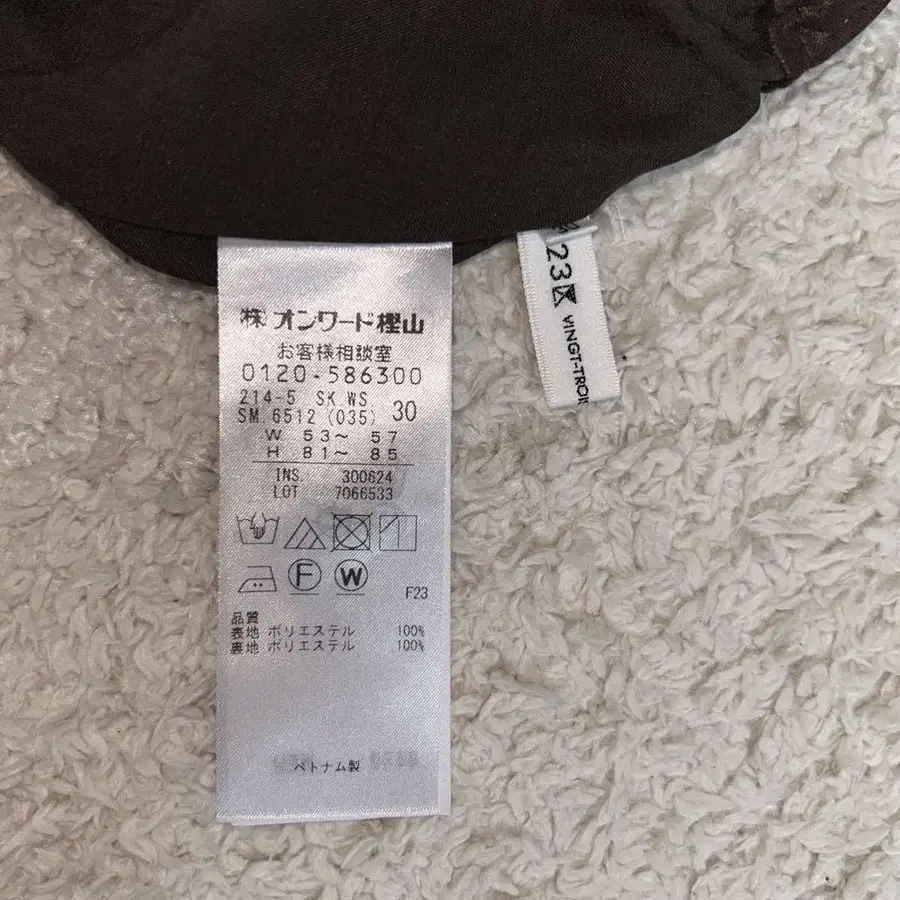 ㈱オンワード樫山
お客様相談室
0120-586300
214-5 SK.WS
SM.6512 (035) 30
W 53〜 57
H 81〜 85
INS. 300624
LOT 7066533
F
W
F23
品質
表地 ポリエステル 100%
裏地 ポリエステル 100%
ベトナム製
23区
VINGT-TROIS